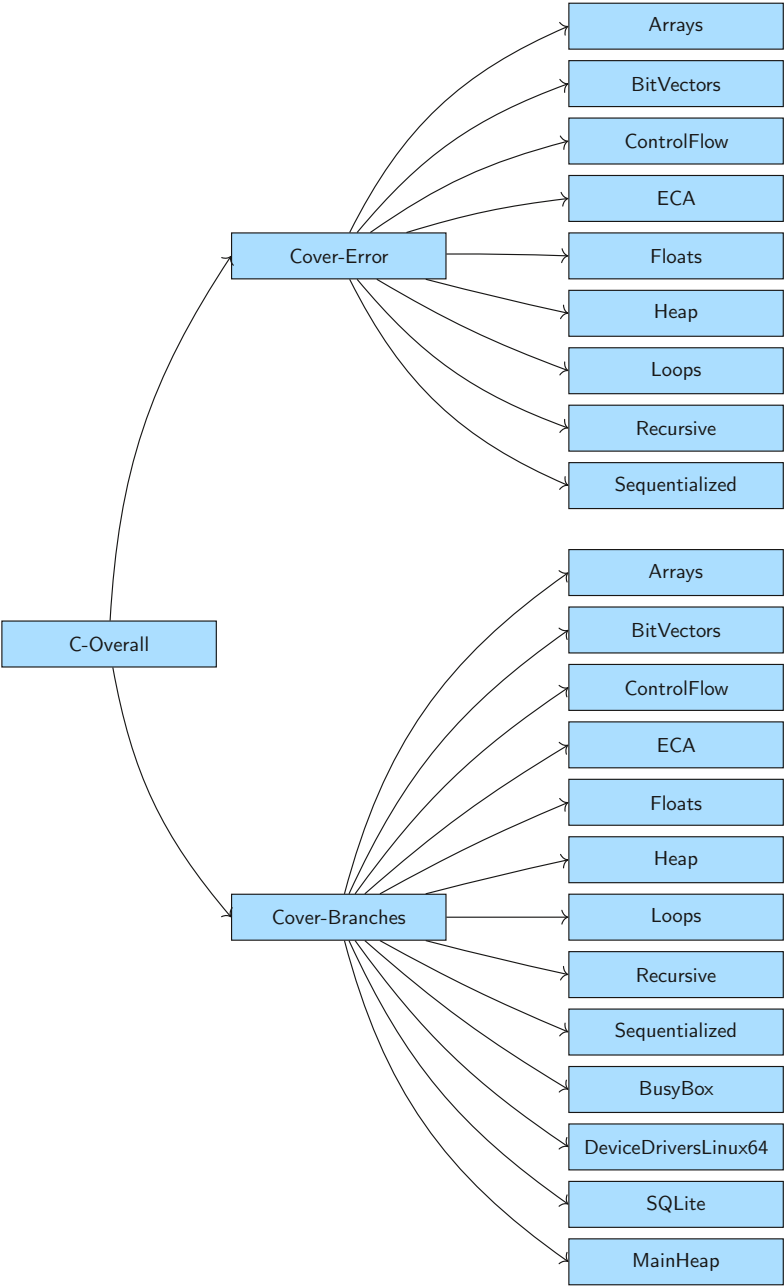 Arrays
BitVectors
ControlFlow
ECA
Cover-Error
Floats
Heap
Loops
Recursive
Sequentialized
Arrays
C-Overall
BitVectors
ControlFlow
ECA
Floats
Heap
Cover-Branches
Loops
Recursive
Sequentialized
BusyBox
DeviceDriversLinux64
SQLite
MainHeap